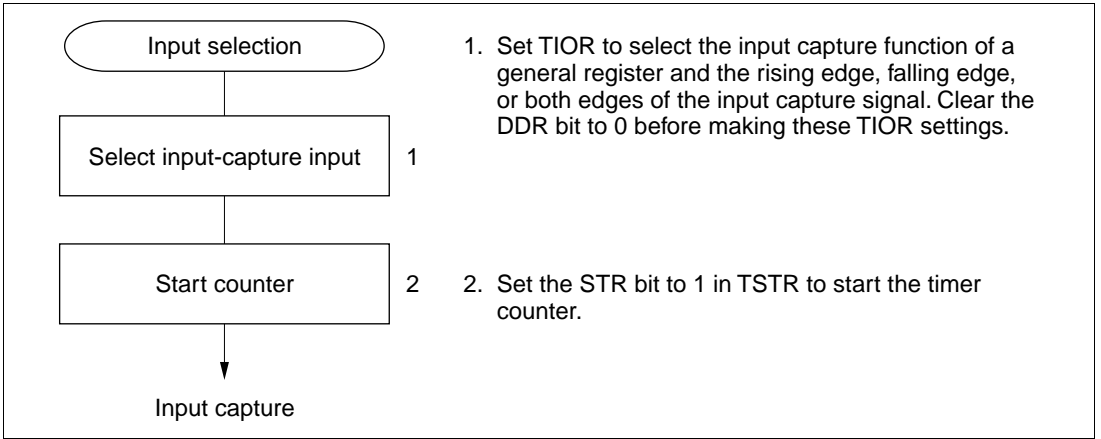 Input selection
Select input-capture input 1
Start counter 2
Input capture
1. Set TIOR to select the input capture function of a
general register and the rising edge, falling edge,
or both edges of the input capture signal. Clear the
DDR bit to 0 before making these TIOR settings.
2. Set the STR bit to 1 in TSTR to start the timer
counter.